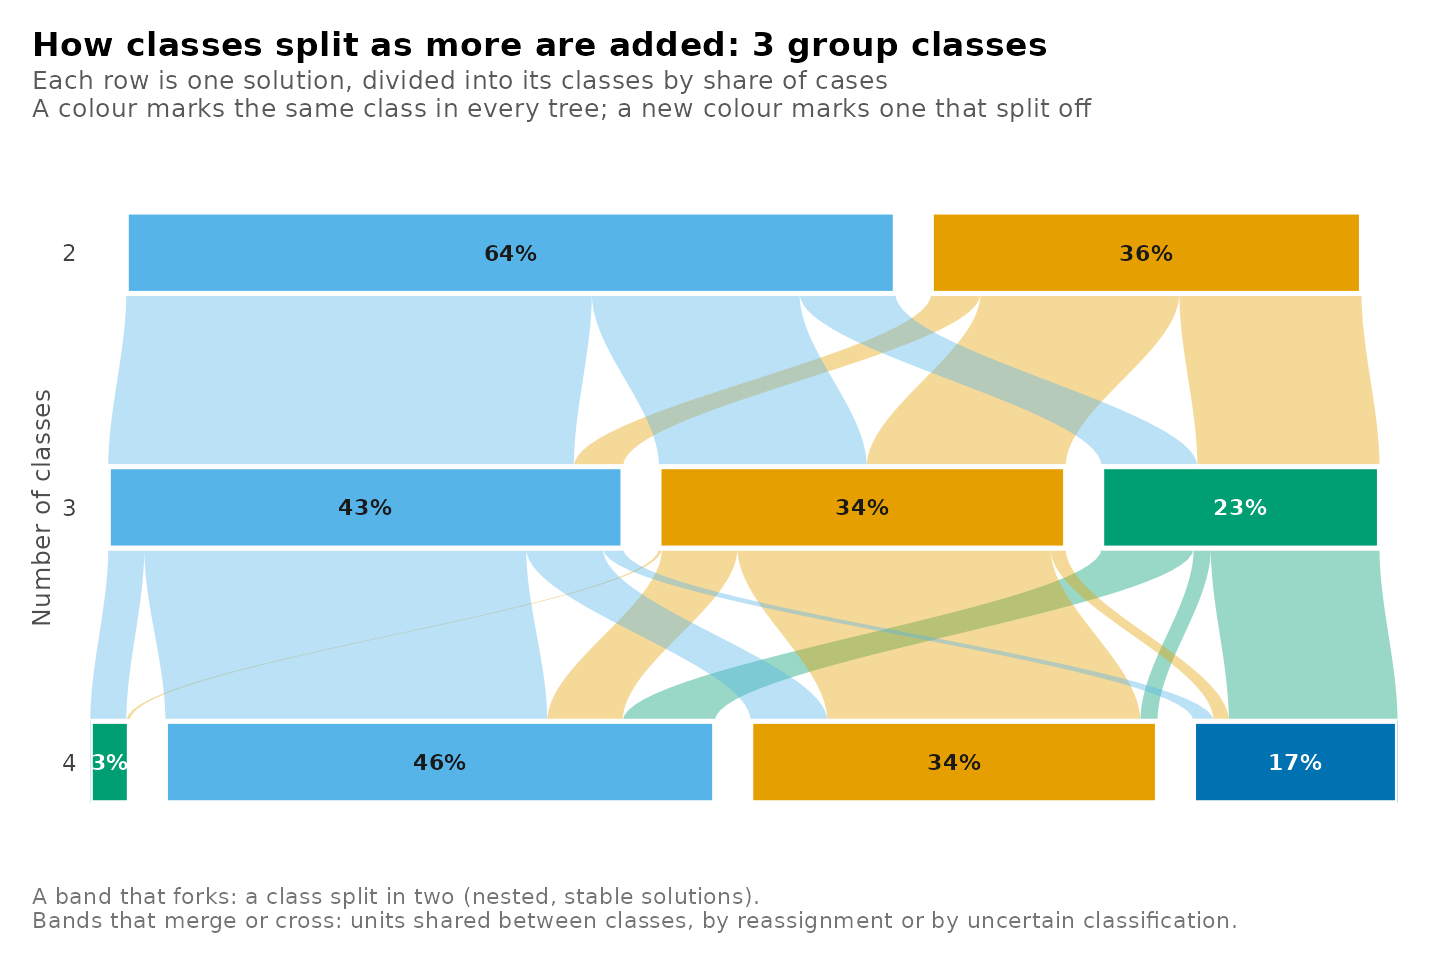 How classes split as more are added: 3 group classes
Each row is one solution, divided into its classes by share of cases
A colour marks the same class in every tree; a new colour marks one that split off
2
64%
36%
Number of classes
3
43%
34%
23%
4
3%
46%
34%
17%
A band that forks: a class split in two (nested, stable solutions).
Bands that merge or cross: units shared between classes, by reassignment or by uncertain classification.